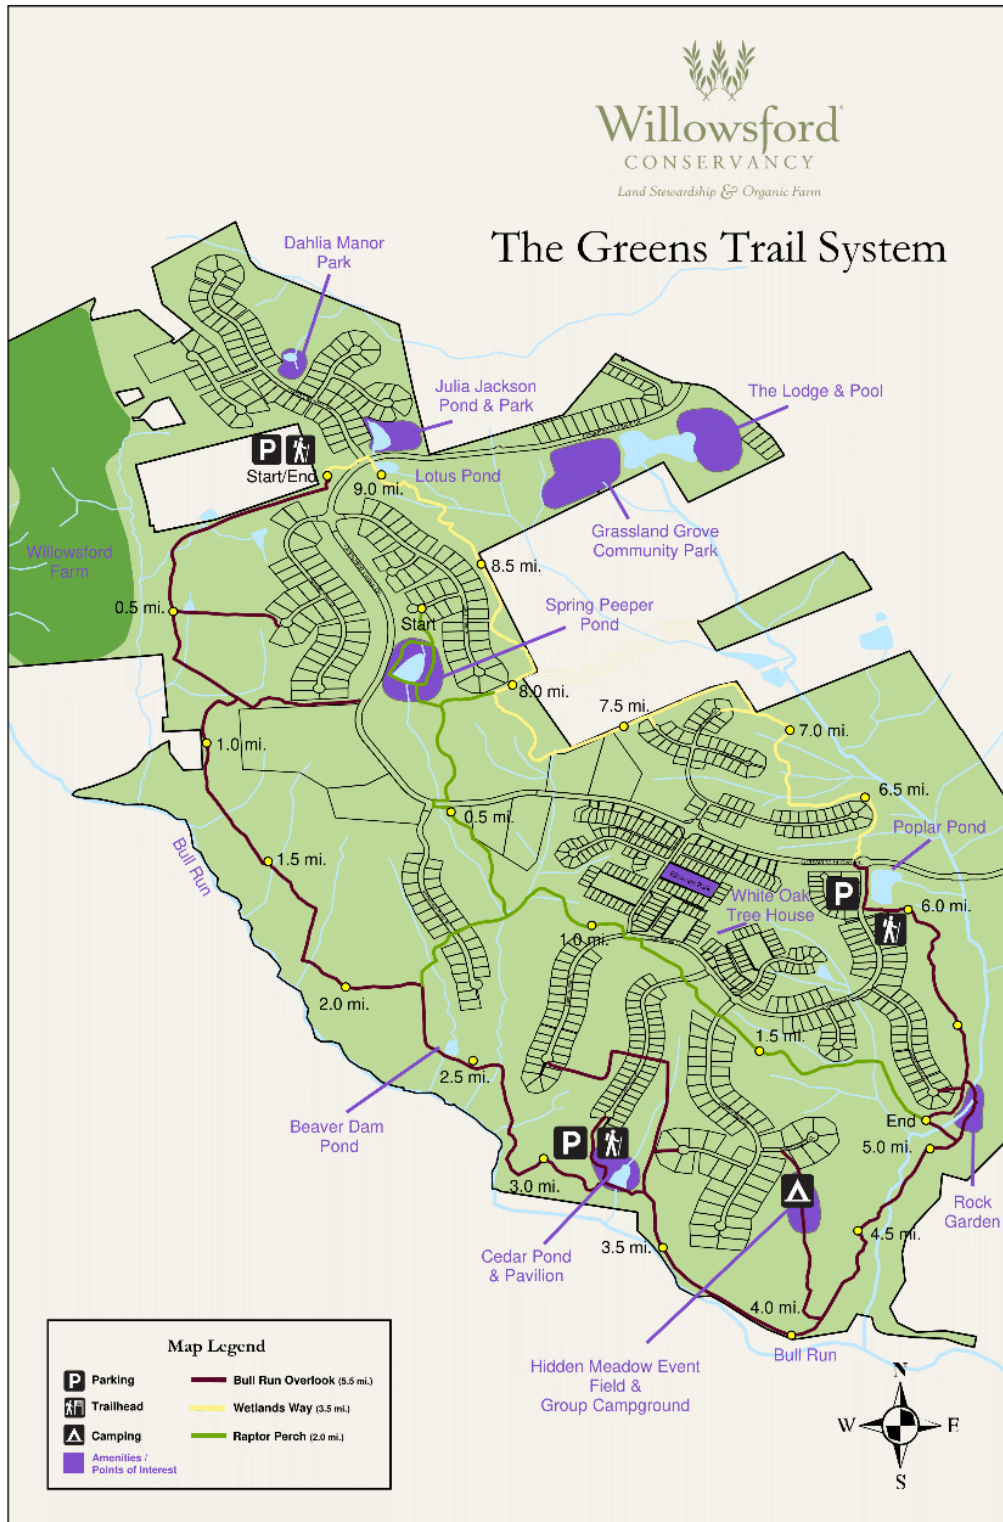 Willowsford
CONSERVANCY
Land Stewardship & Organic Farm
The Greens Trail System
Dahlia Manor
Park
Julia Jackson
Pond & Park
The Lodge & Pool
P
Start/End
9.0 mi.
Lotus Pond
Grassland Grove
Community Park
Willowsford
Farm
8.5 mi.
0.5 mi.
Start
Spring Peeper
Pond
8.0 mi.
7.5 mi.
7.0 mi.
1.0 mi.
6.5 mi.
0.5 mi.
Poplar Pond
Bull Run
1.5 mi.
P
White Oak
Tree House
6.0 mi.
1.0 mi.
2.0 mi.
1.5 mi.
2.5 mi.
Beaver Dam
Pond
End
5.0 mi.
P
3.0 mi.
Rock
Garden
4.5 mi.
3.5 mi.
Cedar Pond
& Pavilion
4.0 mi.
Bull Run
Hidden Meadow Event
Field &
Group Campground
Map Legend
P Parking
Trailhead
Camping
Amenities /
Points of Interest
Bull Run Overlook (5.5 mi.)
Wetlands Way (3.5 mi.)
Raptor Perch (2.0 mi.)
N
W E
S